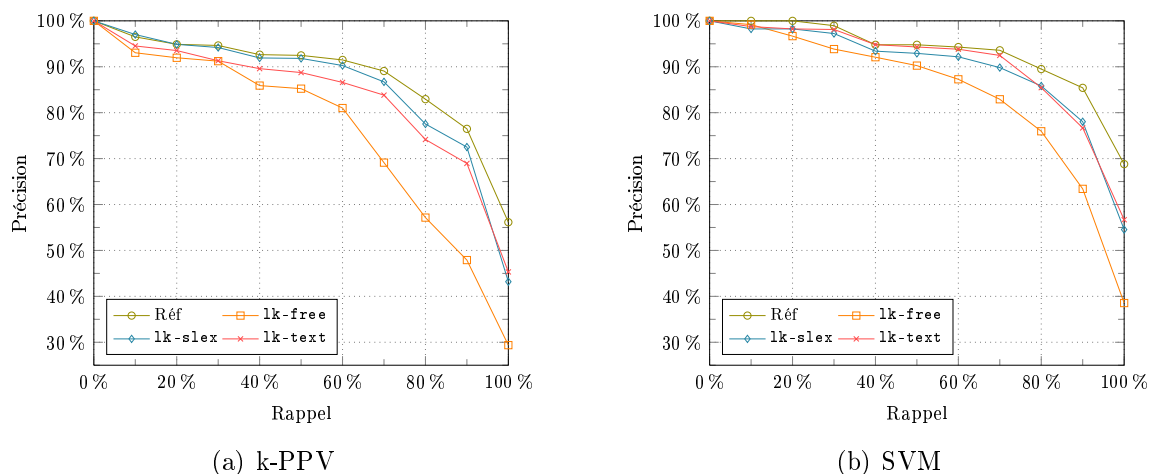 100 %
90 %
80 %
70 %
60 %
50 %
40 %
30 %
Précision
0 % 20 % 40 % 60 % 80 % 100 %
Rappel
Réf lk-free
lk-slex lk-text
(a) k-PPV
100 %
90 %
80 %
70 %
60 %
50 %
40 %
30 %
Précision
0 % 20 % 40 % 60 % 80 % 100 %
Rappel
Réf lk-free
lk-slex lk-text
(b) SVM